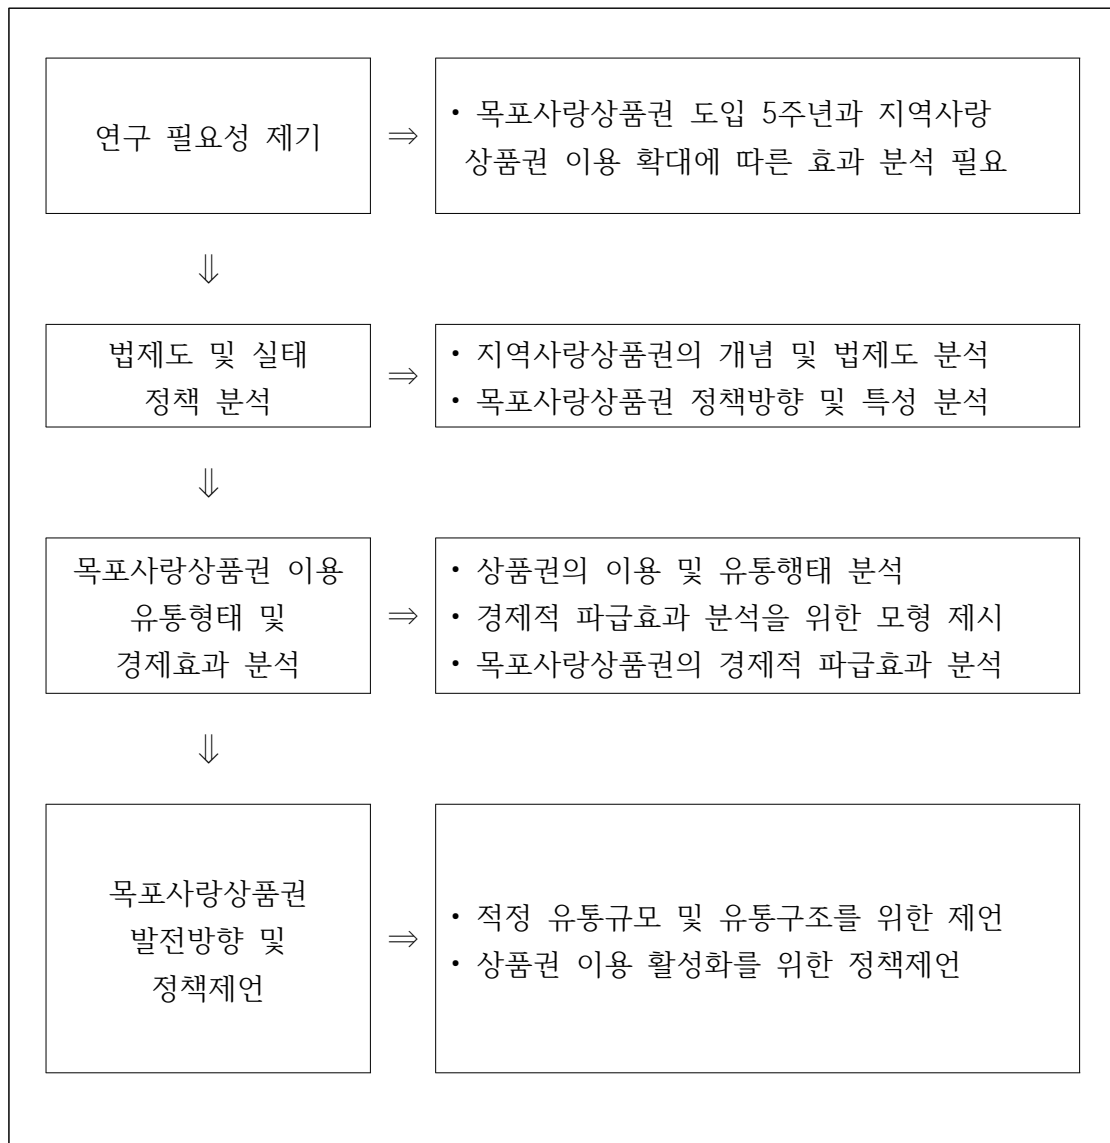 연구 필요성 제기
⇒
• 목포사랑상품권 도입 5주년과 지역사랑
상품권 이용 확대에 따른 효과 분석 필요
⇓
법제도 및 실태
정책 분석
⇒
• 지역사랑상품권의 개념 및 법제도 분석
• 목포사랑상품권 정책방향 및 특성 분석
⇓
목포사랑상품권 이용
유통형태 및
경제효과 분석
⇒
• 상품권의 이용 및 유통행태 분석
• 경제적 파급효과 분석을 위한 모형 제시
• 목포사랑상품권의 경제적 파급효과 분석
⇓
목포사랑상품권
발전방향 및
정책제언
⇒
• 적정 유통규모 및 유통구조를 위한 제언
• 상품권 이용 활성화를 위한 정책제언